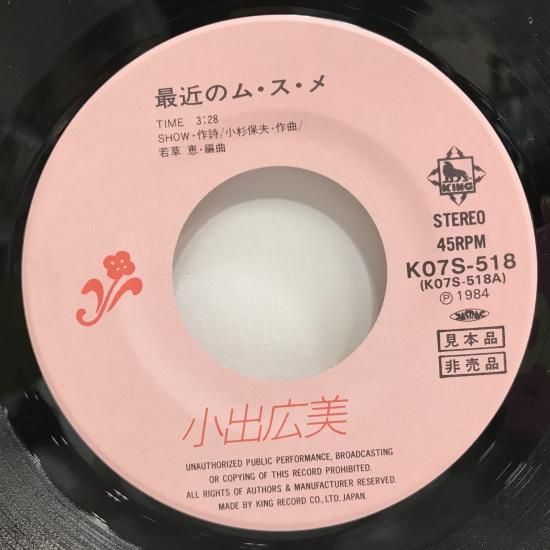 最近のム・ス・メ
TIME 3:28
SHOW・作詩/小杉保夫・作曲/
若草 恵・編曲
KING
STEREO
45RPM
K07S-518
(K07S-518A)
Ⓟ1984
JASRAC
見本品
非売品
小出広美
UNAUTHORIZED PUBLIC PERFORMANCE, BROADCASTING
OR COPYING OF THIS RECORD PROHIBITED.
ALL RIGHTS OF AUTHORS & MANUFACTURER RESERVED.
MADE BY KING RECORD CO., LTD. JAPAN.